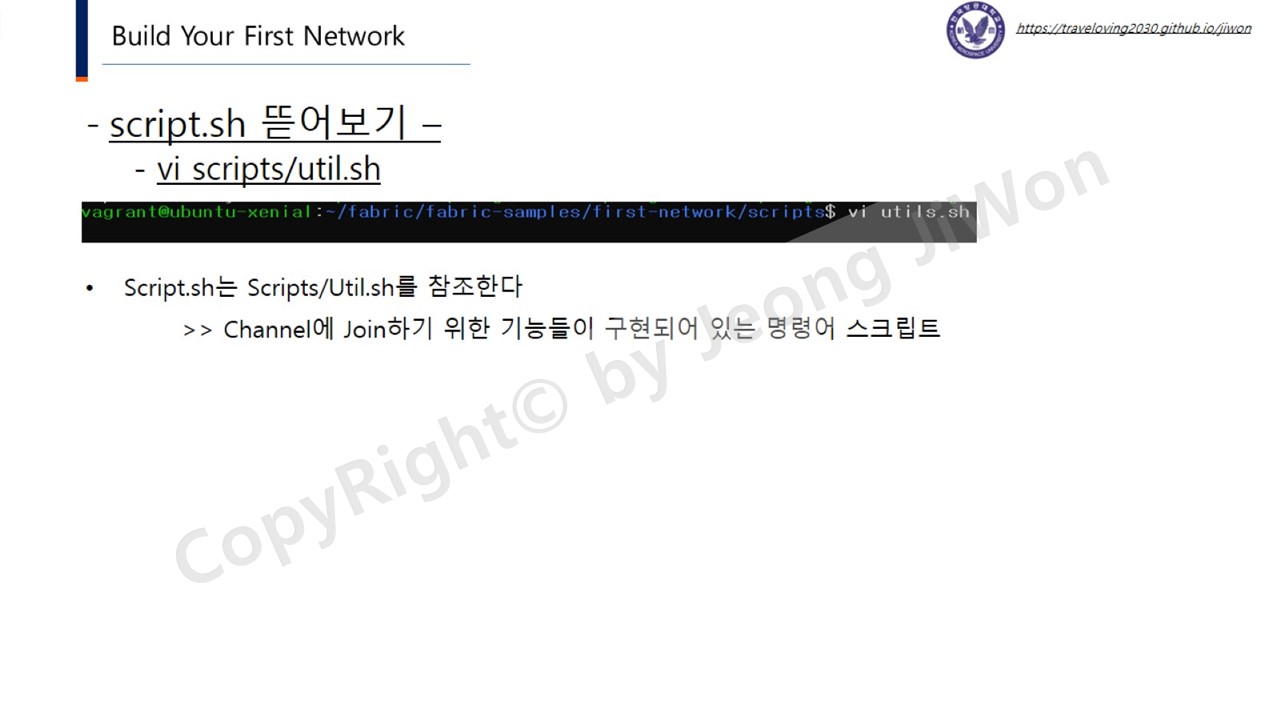 Build Your First Network
https://traveloving2030.github.io/jiwon
- script.sh 뜯어보기 –
- vi scripts/util.sh
vagrant@ubuntu-xenial:~/fabric/fabric-samples/first-network/scripts$ vi utils.sh
• Script.sh는 Scripts/Util.sh를 참조한다
>> Channel에 Join하기 위한 기능들이 구현되어 있는 명령어 스크립트
CopyRight© by Jeong JiWon